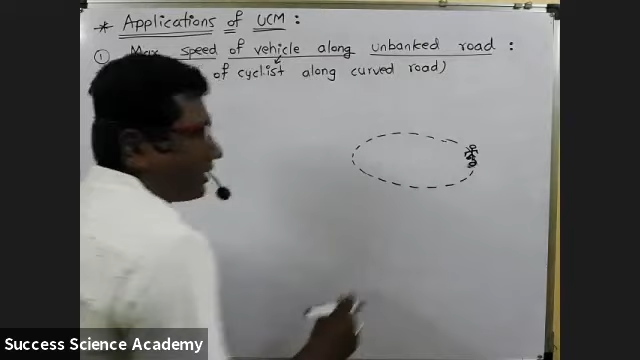 * Applications of UCM :
① Max speed of vehicle along unbanked road :
of cyclist along curved road)
Success Science Academy